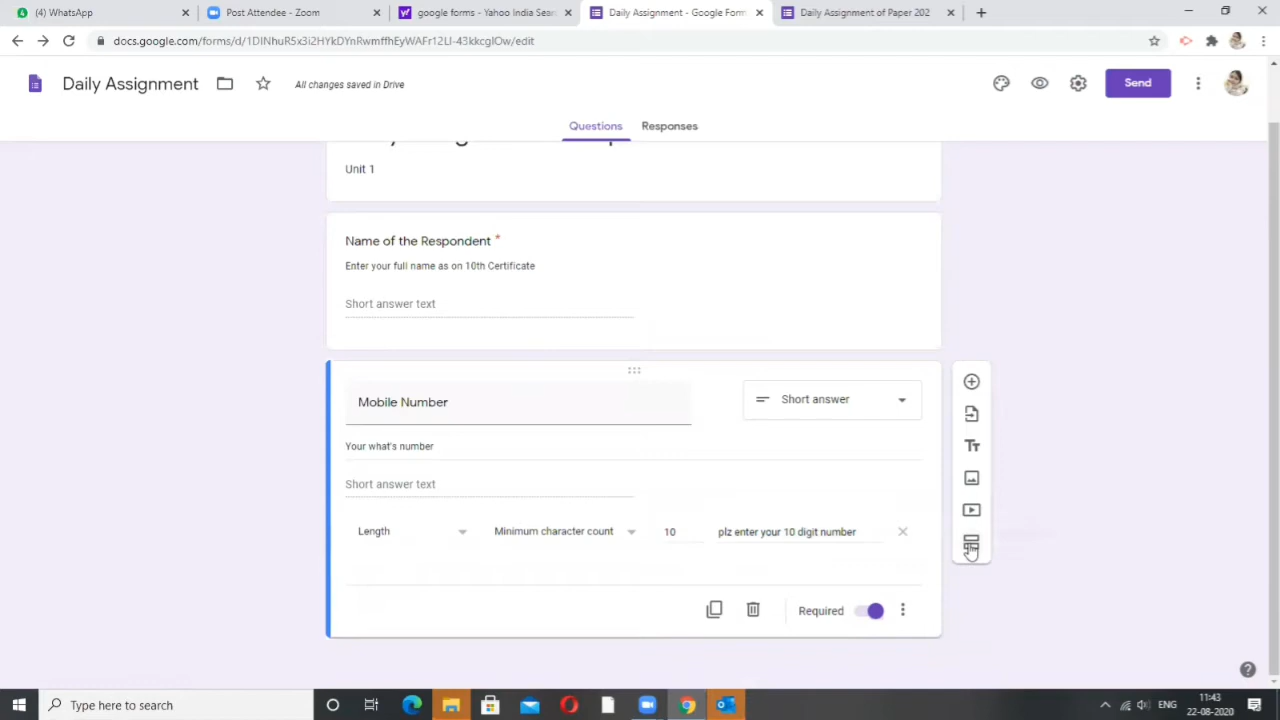 (WhatsApp)
Post Attendee - Zoom
google forms - Yahoo India Sear
Daily Assignment - Google Form
Daily Assignment of Paper 202
docs.google.com/forms/d/1DINhuR5x3i2HYkDYnRwmffhEyWAFr12LI-43kkcglOw/edit
Daily Assignment
All changes saved in Drive
Send
Questions
Responses
Unit 1
Name of the Respondent *
Enter your full name as on 10th Certificate
Short answer text
Mobile Number
Short answer
Your what's number
Short answer text
Length
Minimum character count
10
plz enter your 10 digit number
Required
Type here to search
ENG
11:43
22-08-2020